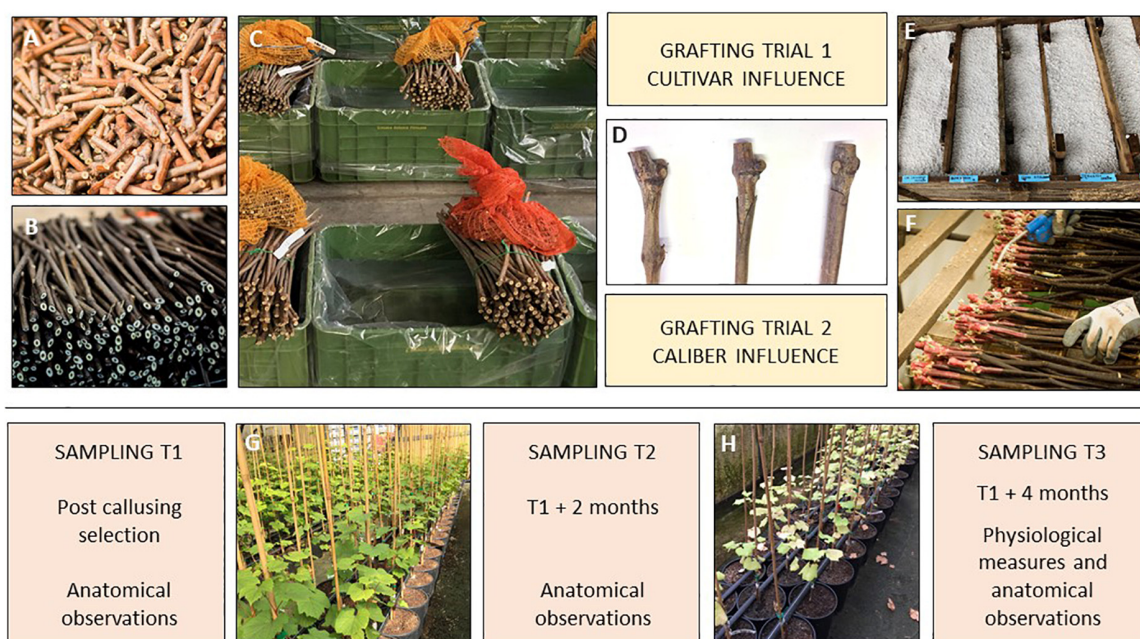 A
B
C
GRAFTING TRIAL 1
CULTIVAR INFLUENCE
D
GRAFTING TRIAL 2
CALIBER INFLUENCE
E
F
SAMPLING T1
Post callusing
selection
Anatomical
observations
G
SAMPLING T2
T1 + 2 months
Anatomical
observations
H
SAMPLING T3
T1 + 4 months
Physiological
measures and
anatomical
observations